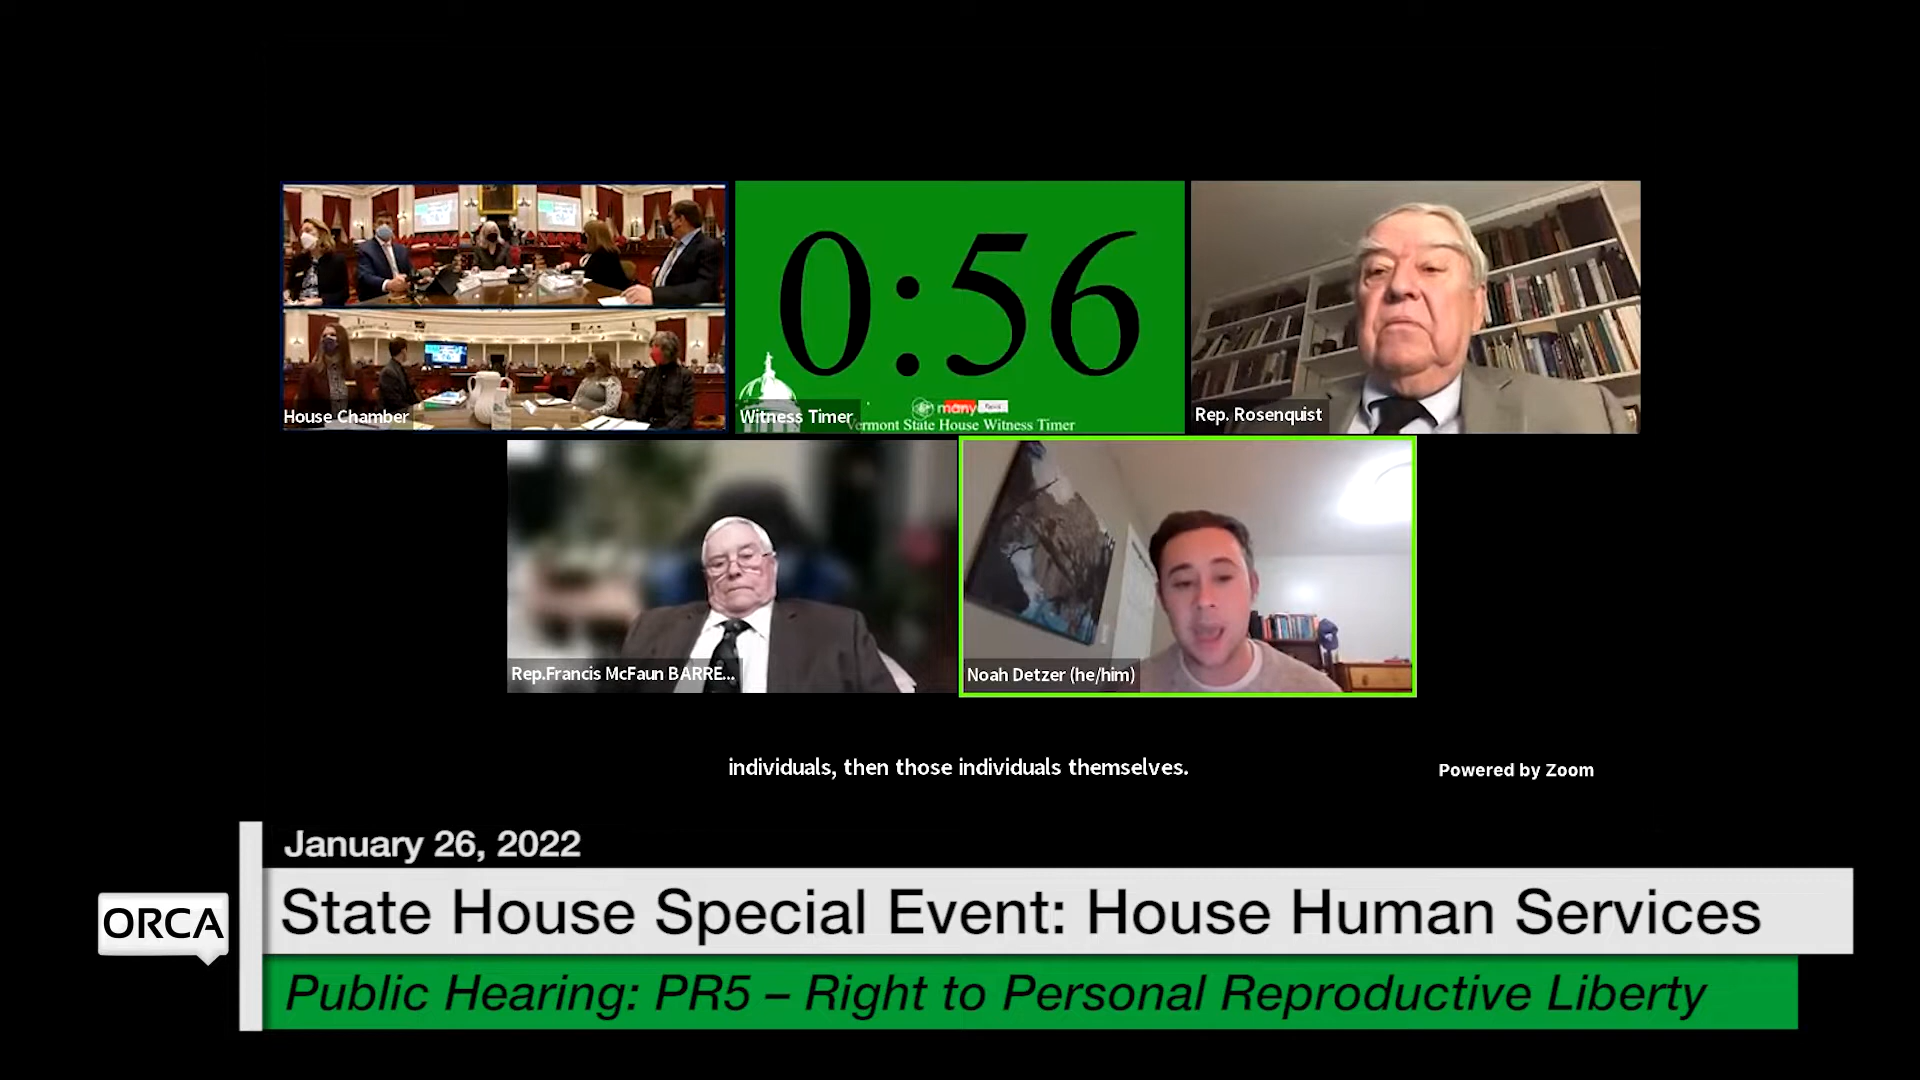 House Chamber
0:56
many
Vermont State House Witness Timer
Witness Timer
Rep. Rosenquist
Rep.Francis McFaun BARRE...
Noah Detzer (he/him)
individuals, then those individuals themselves.
Powered by Zoom
January 26, 2022
ORCA
State House Special Event: House Human Services
Public Hearing: PR5 – Right to Personal Reproductive Liberty